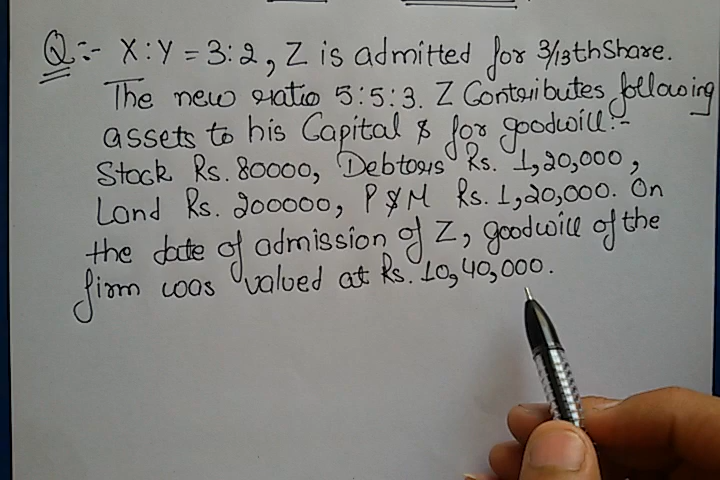 Q:- X:Y = 3:2, Z is admitted for 3/13th Share.
The new ratio 5:5:3. Z Contributes following
assets to his Capital & for goodwill:-
Stock Rs. 80000, Debtors Rs. 1,20,000,
Land Rs. 200000, P&M Rs. 1,20,000. On
the date of admission of Z, goodwill of the
firm was valued at Rs. 10,40,000.